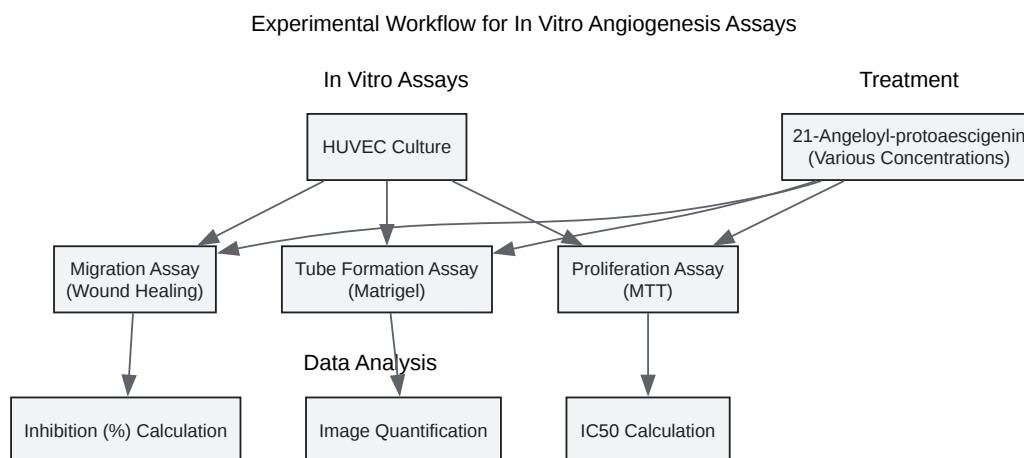 Experimental Workflow for In Vitro Angiogenesis Assays
In Vitro Assays
Treatment
HUVEC Culture
21-Angeloyl-protoaescigenin
(Various Concentrations)
Migration Assay
(Wound Healing)
Tube Formation Assay
(Matrigel)
Proliferation Assay
(MTT)
Data Analysis
Inhibition (%) Calculation
Image Quantification
IC50 Calculation